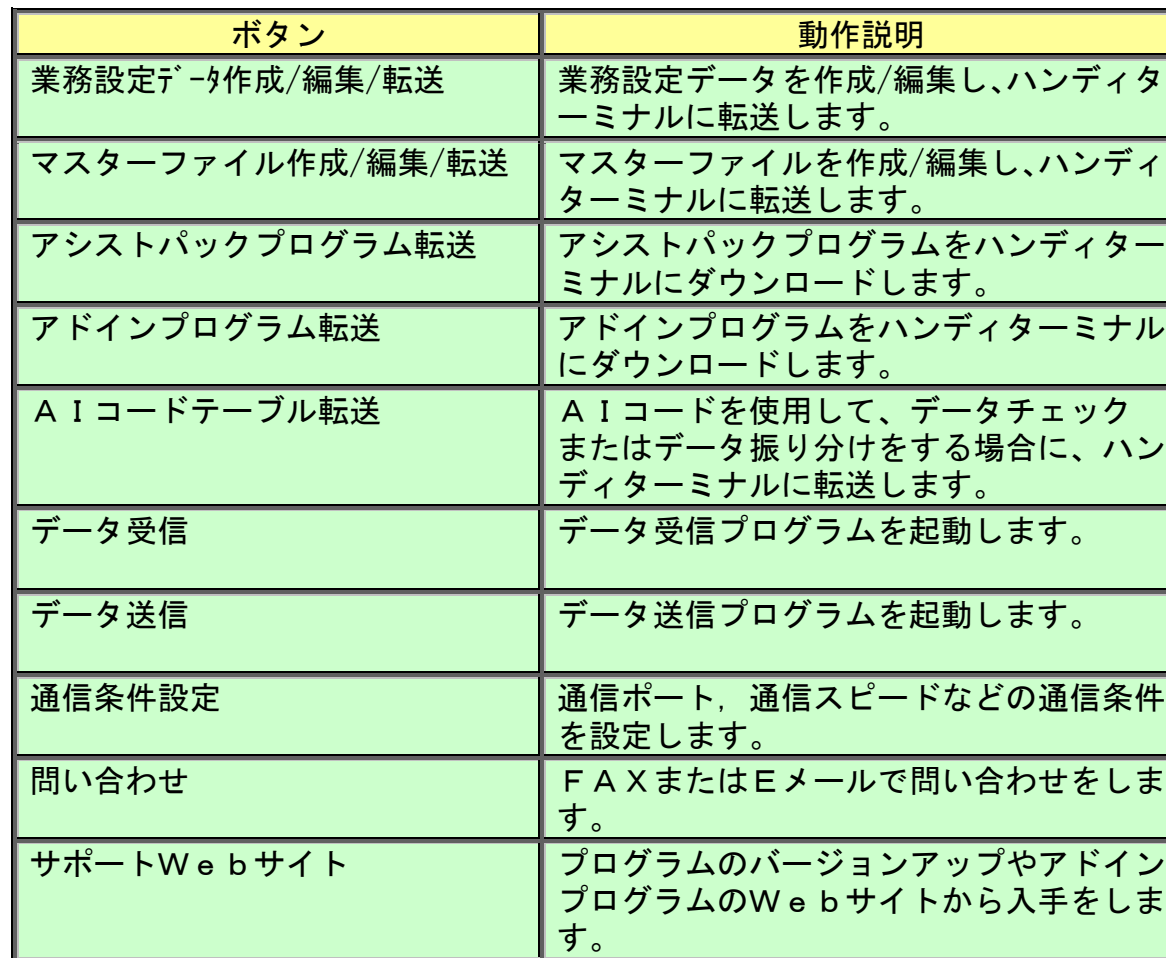 ボタン
動作説明
業務設定ﾃﾞｰﾀ作成/編集/転送
業務設定データを作成/編集し、ハンディタ
ーミナルに転送します。
マスターファイル作成/編集/転送
マスターファイルを作成/編集し、ハンディ
ターミナルに転送します。
アシストパックプログラム転送
アシストパックプログラムをハンディター
ミナルにダウンロードします。
アドインプログラム転送
アドインプログラムをハンディターミナル
にダウンロードします。
ＡＩコードテーブル転送
ＡＩコードを使用して、データチェック
またはデータ振り分けをする場合に、ハン
ディターミナルに転送します。
データ受信
データ受信プログラムを起動します。
データ送信
データ送信プログラムを起動します。
通信条件設定
通信ポート，通信スピードなどの通信条件
を設定します。
問い合わせ
ＦＡＸまたはＥメールで問い合わせをしま
す。
サポートＷｅｂサイト
プログラムのバージョンアップやアドイン
プログラムのＷｅｂサイトから入手をしま
す。